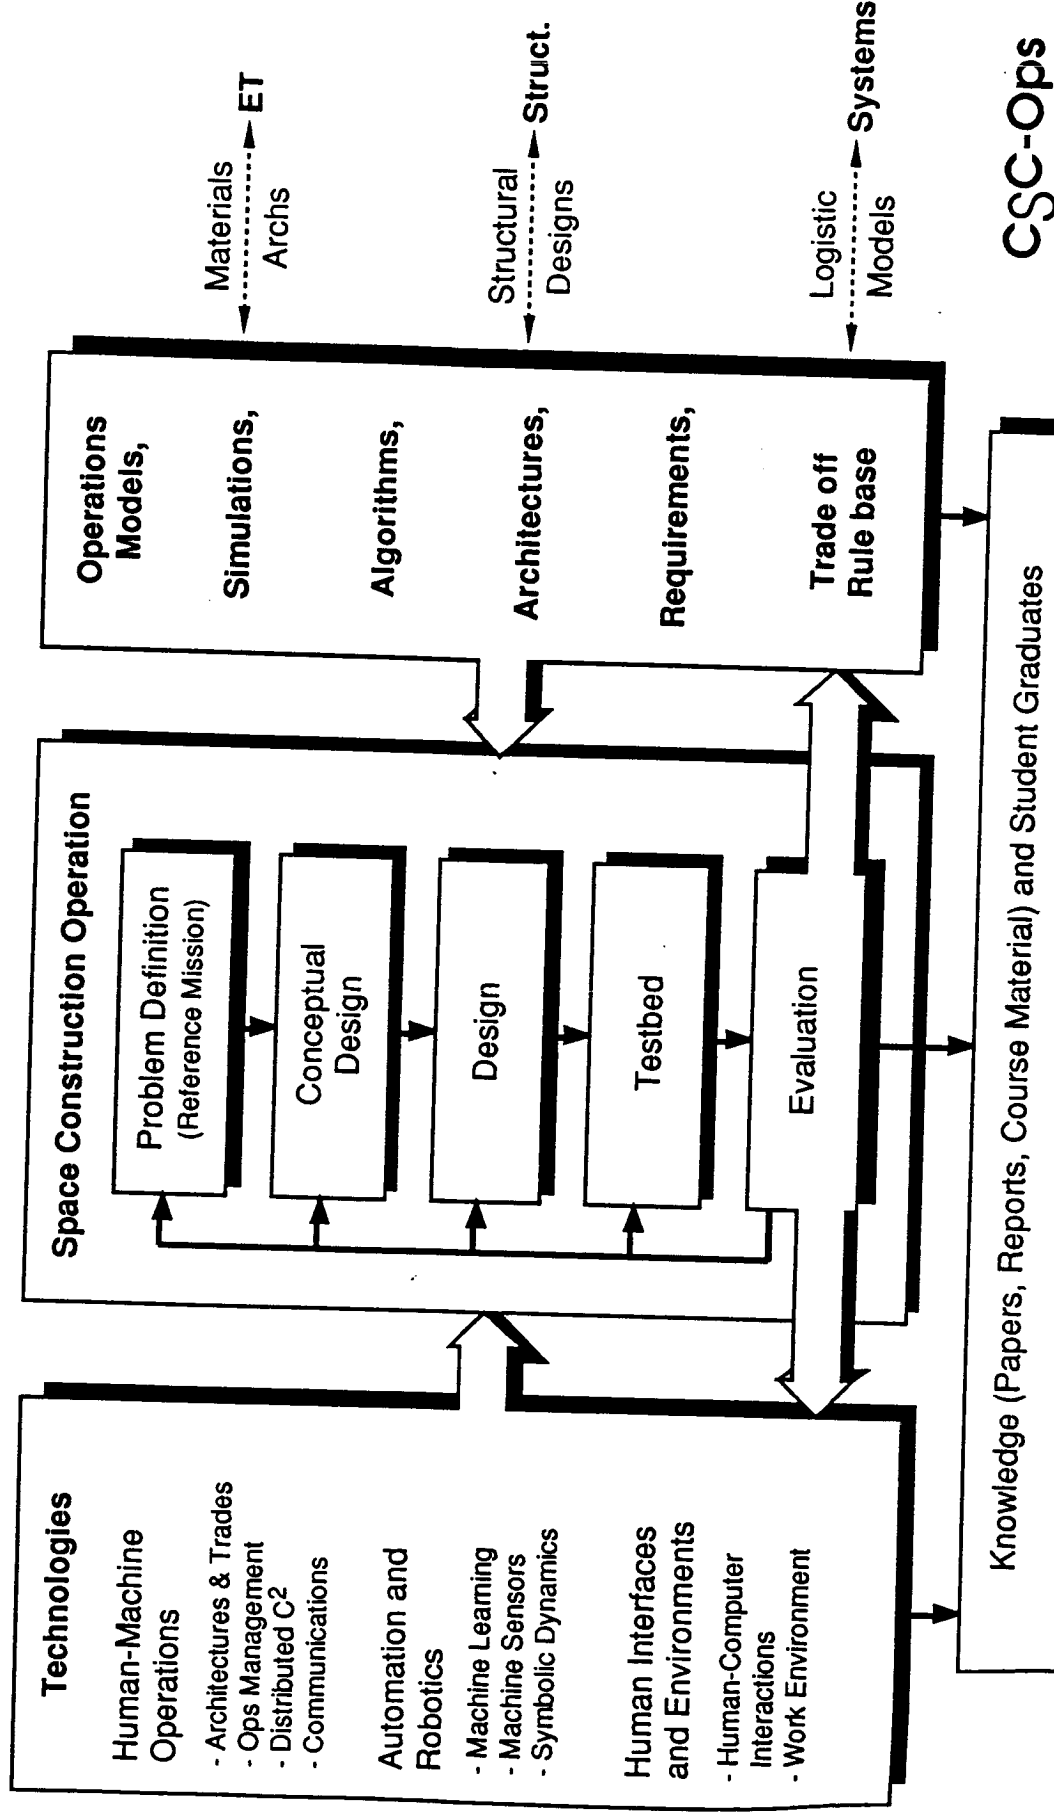 Technologies
Human-Machine
Operations
- Architectures & Trades
- Ops Management
- Distributed C²
- Communications
Automation and
Robotics
- Machine Learning
- Machine Sensors
- Symbolic Dynamics
Human Interfaces
and Environments
- Human-Computer
Interactions
- Work Environment
Space Construction Operation
Problem Definition
(Reference Mission)
Conceptual
Design
Design
Testbed
Evaluation
Operations
Models,
Simulations,
Algorithms,
Architectures,
Requirements,
Trade off
Rule base
Materials
Archs
ET
Structural
Designs
Struct.
Logistic
Models
Systems
Knowledge (Papers, Reports, Course Material) and Student Graduates
CSC-Ops